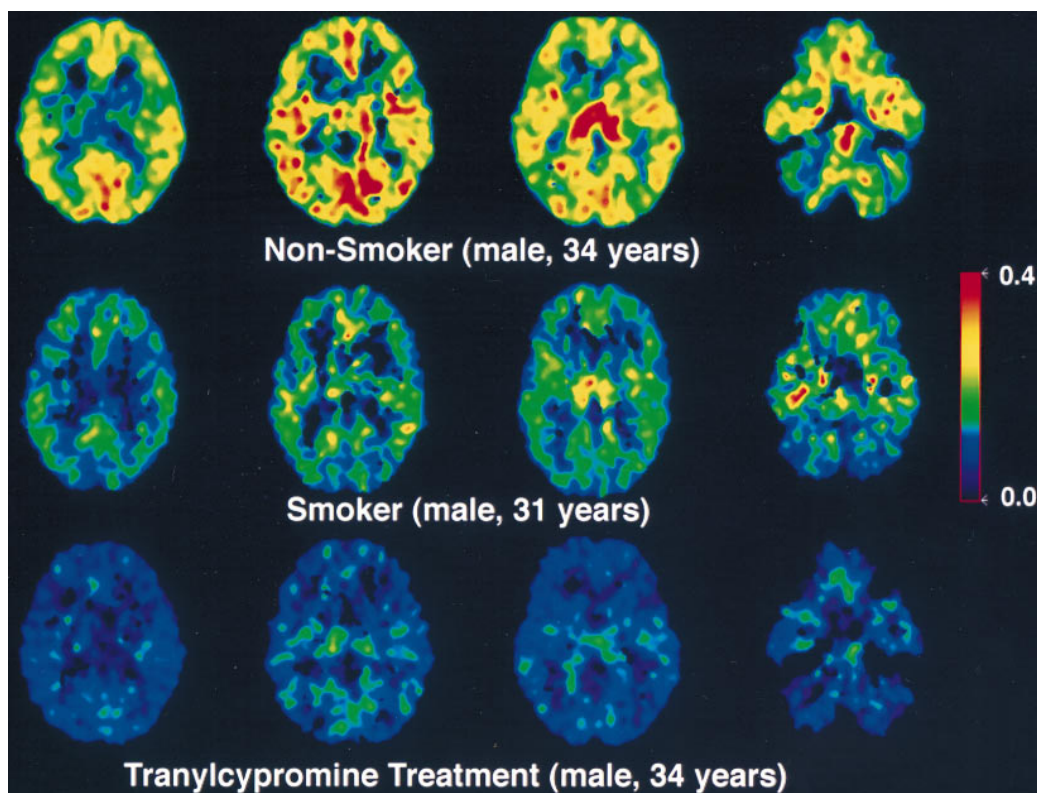 Non-Smoker (male, 34 years)
0.4
0.0
Smoker (male, 31 years)
Tranylcypromine Treatment (male, 34 years)